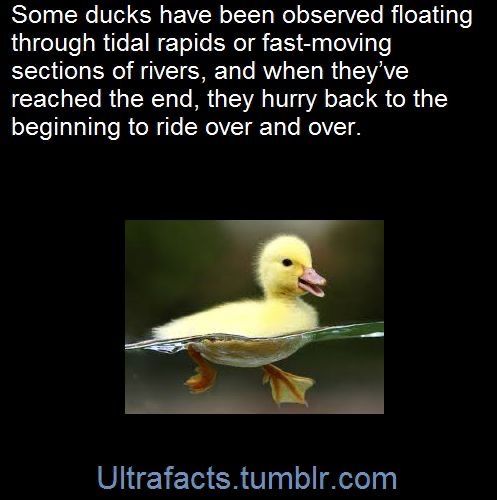 Some ducks have been observed floating
through tidal rapids or fast-moving
sections of rivers, and when they’ve
reached the end, they hurry back to the
beginning to ride over and over.
Ultrafacts.tumblr.com